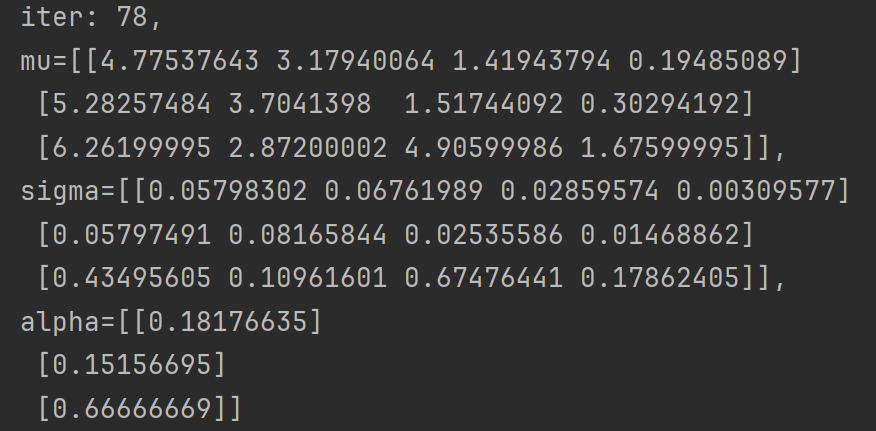 iter: 78,
mu=[[4.77537643 3.17940064 1.41943794 0.19485089]
[5.28257484 3.7041398  1.51744092 0.30294192]
[6.26199995 2.87200002 4.90599986 1.67599995]],
sigma=[[0.05798302 0.06761989 0.02859574 0.00309577]
[0.05797491 0.08165844 0.02535586 0.01468862]
[0.43495605 0.10961601 0.67476441 0.17862405]],
alpha=[[0.18176635]
[0.15156695]
[0.66666669]]